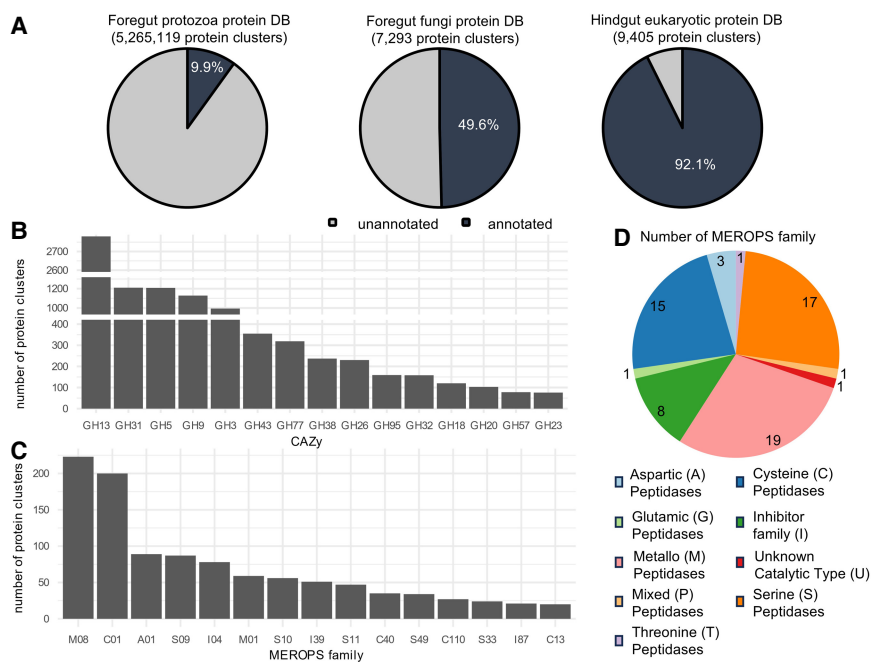 A
Foregut protozoa protein DB
(5,265,119 protein clusters)
Foregut fungi protein DB
(7,293 protein clusters)
Hindgut eukaryotic protein DB
(9,405 protein clusters)
9.9%
49.6%
92.1%
unannotated
annotated
B
number of protein clusters
2700
2600
1200
1000
400
300
200
100
0
GH13 GH31 GH5 GH9 GH3 GH43 GH77 GH38 GH26 GH95 GH32 GH18 GH20 GH57 GH23
CAZy
C
number of protein clusters
200
150
100
50
0
M08 C01 A01 S09 I04 M01 S10 I39 S11 C40 S49 C110 S33 I87 C13
MEROPS family
D
Number of MEROPS family
3
1
17
15
1
1
1
8
19
Aspartic (A)
Peptidases
Cysteine (C)
Peptidases
Glutamic (G)
Peptidases
Inhibitor
family (I)
Metallo (M)
Peptidases
Unknown
Catalytic Type (U)
Mixed (P)
Peptidases
Serine (S)
Peptidases
Threonine (T)
Peptidases